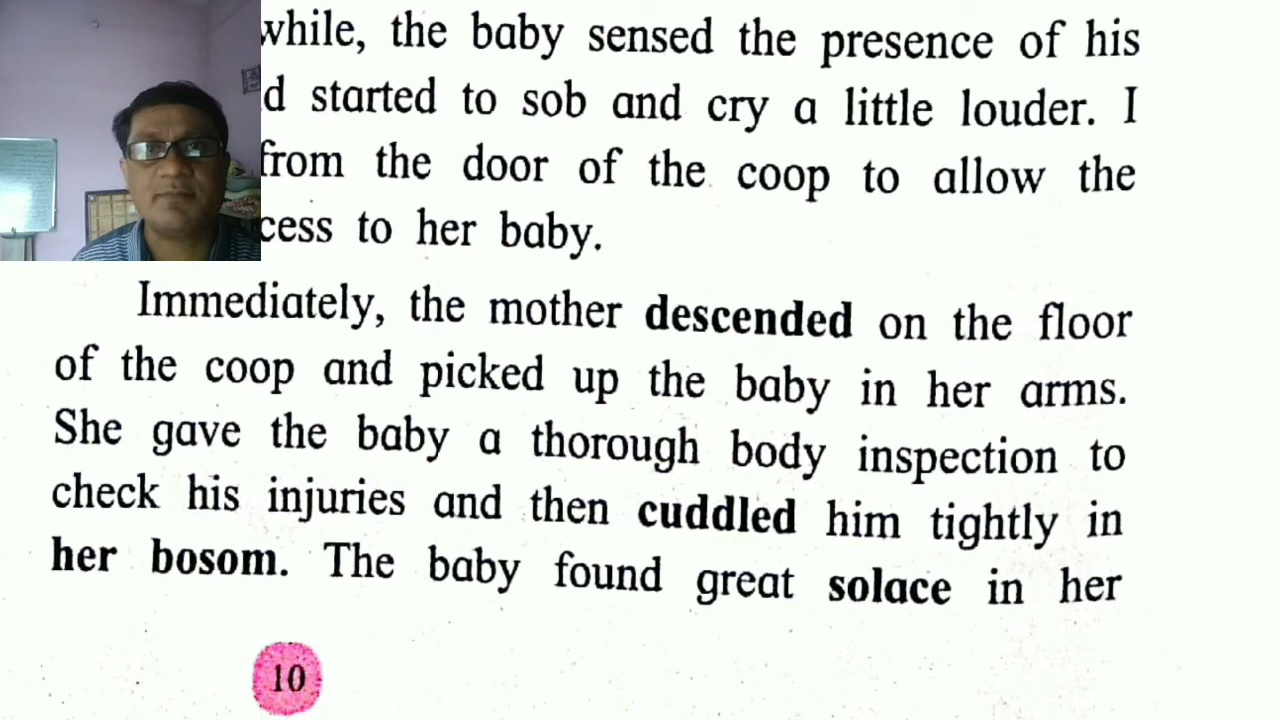 while, the baby sensed the presence of his
d started to sob and cry a little louder. I
from the door of the coop to allow the
cess to her baby.
Immediately, the mother descended on the floor
of the coop and picked up the baby in her arms.
She gave the baby a thorough body inspection to
check his injuries and then cuddled him tightly in
her bosom. The baby found great solace in her
10